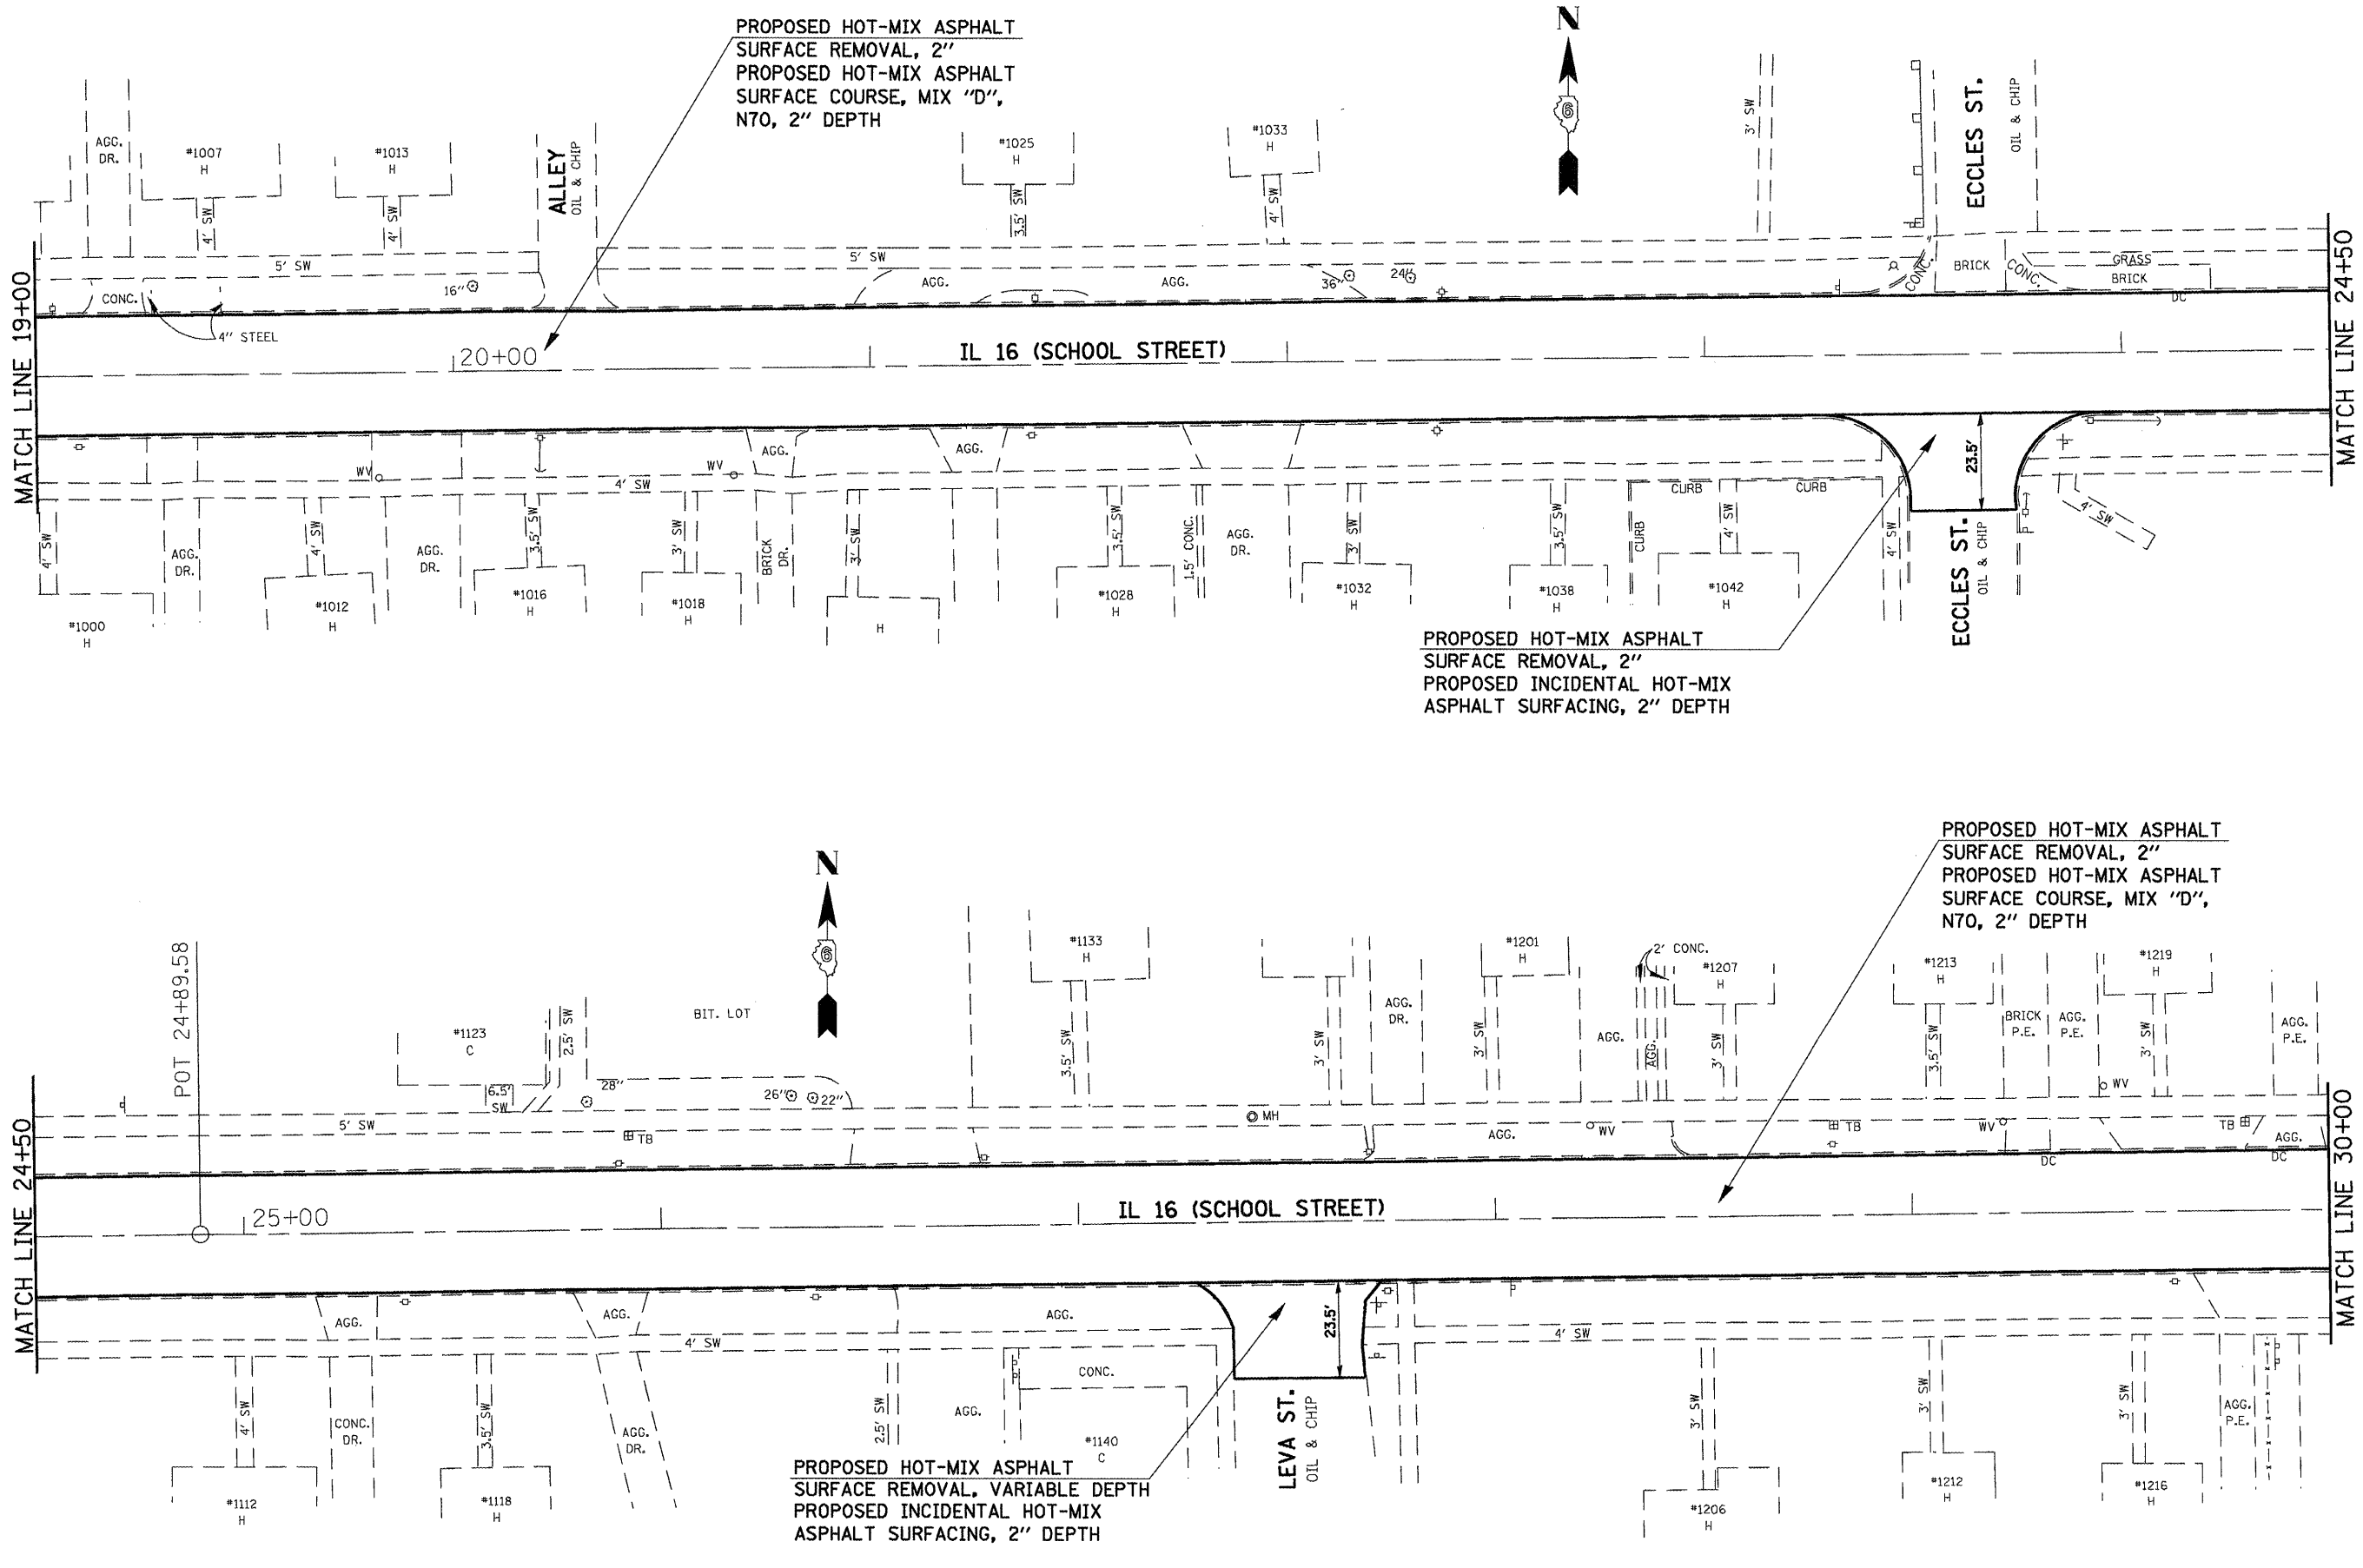 PROPOSED HOT-MIX ASPHALT
SURFACE REMOVAL, 2"
PROPOSED HOT-MIX ASPHALT
SURFACE COURSE, MIX "D",
N70, 2" DEPTH
N
6
AGG.
DR.
#1007
H
#1013
H
ALLEY
OIL & CHIP
#1025
H
#1033
H
3' SW
ECCLES ST.
OIL & CHIP
4' SW
4' SW
3.5' SW
4' SW
5' SW
5' SW
CONC.
16"
AGG.
AGG.
36"
24"
CONC.
BRICK
CONC.
GRASS
BRICK
DC
4" STEEL
MATCH LINE 19+00
20+00
IL 16 (SCHOOL STREET)
MATCH LINE 24+50
WV
WV
AGG.
AGG.
4' SW
23.5'
4' SW
AGG.
DR.
4' SW
AGG.
DR.
3.5' SW
3' SW
BRICK
DR.
3' SW
3.5' SW
1.5' CONC.
AGG.
DR.
3' SW
3.5' SW
CURB
CURB
CURB
4' SW
4' SW
4' SW
ECCLES ST.
OIL & CHIP
#1000
H
#1012
H
#1016
H
#1018
H
H
#1028
H
#1032
H
#1038
H
#1042
H
PROPOSED HOT-MIX ASPHALT
SURFACE REMOVAL, 2"
PROPOSED INCIDENTAL HOT-MIX
ASPHALT SURFACING, 2" DEPTH
PROPOSED HOT-MIX ASPHALT
SURFACE REMOVAL, 2"
PROPOSED HOT-MIX ASPHALT
SURFACE COURSE, MIX "D",
N70, 2" DEPTH
N
6
POT 24+89.58
#1123
C
2.5' SW
BIT. LOT
#1133
H
3.5' SW
3' SW
AGG.
DR.
#1201
H
3' SW
AGG.
2' CONC.
AGG.
#1207
H
3' SW
#1213
H
3.5' SW
BRICK
P.E.
AGG.
P.E.
#1219
H
3' SW
AGG.
P.E.
6.5'
SW
28"
26"
22"
5' SW
TB
MH
AGG.
WV
TB
WV
WV
TB
AGG.
DC
DC
MATCH LINE 24+50
25+00
IL 16 (SCHOOL STREET)
MATCH LINE 30+00
AGG.
AGG.
AGG.
4' SW
23.5'
4' SW
4' SW
CONC.
DR.
3.5' SW
AGG.
DR.
2.5' SW
AGG.
CONC.
#1140
C
LEVA ST.
OIL & CHIP
3' SW
3' SW
3' SW
AGG.
P.E.
#1112
H
#1118
H
#1206
H
#1212
H
#1216
H
PROPOSED HOT-MIX ASPHALT
SURFACE REMOVAL, VARIABLE DEPTH
PROPOSED INCIDENTAL HOT-MIX
ASPHALT SURFACING, 2" DEPTH